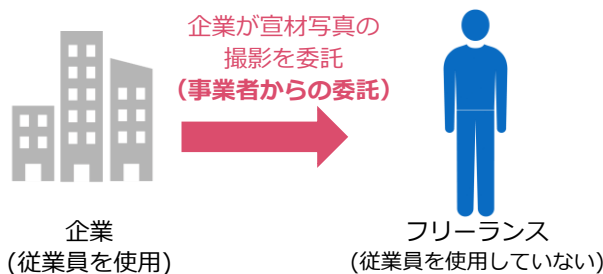 企業が宣材写真の
撮影を委託
（事業者からの委託）
企業
(従業員を使用)
フリーランス
(従業員を使用していない)